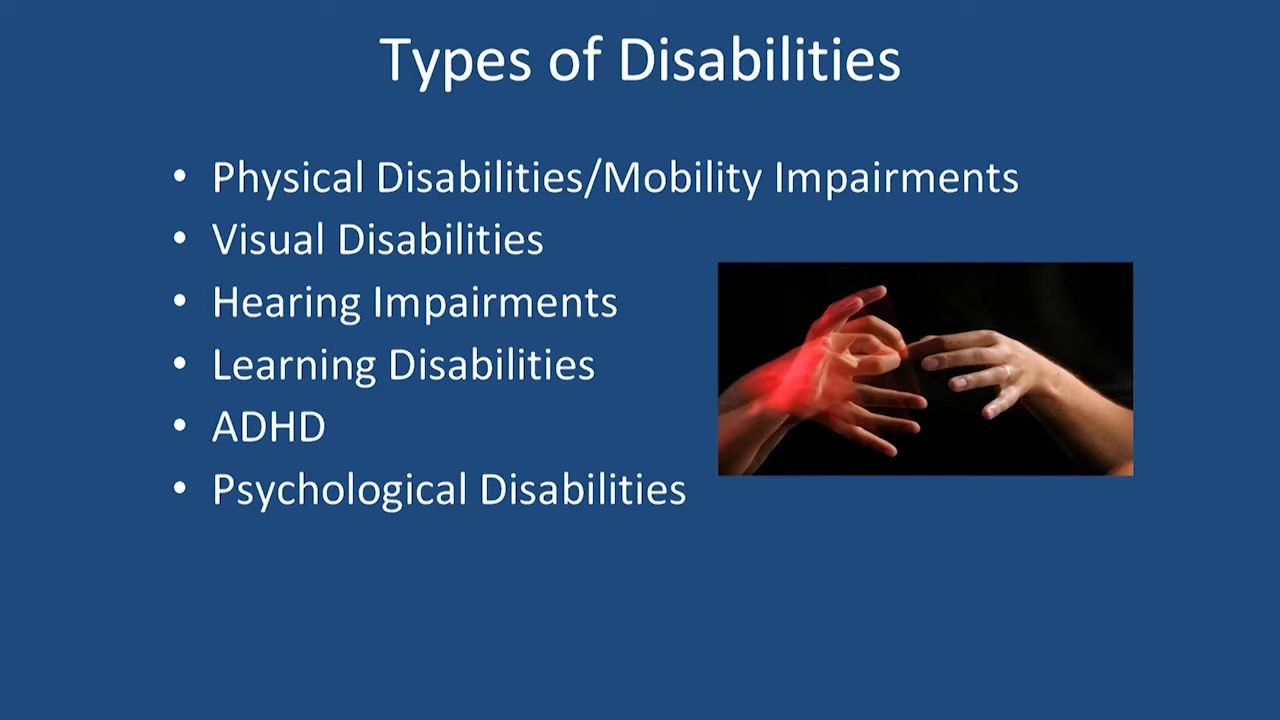 Types of Disabilities
• Physical Disabilities/Mobility Impairments
• Visual Disabilities
• Hearing Impairments
• Learning Disabilities
• ADHD
• Psychological Disabilities